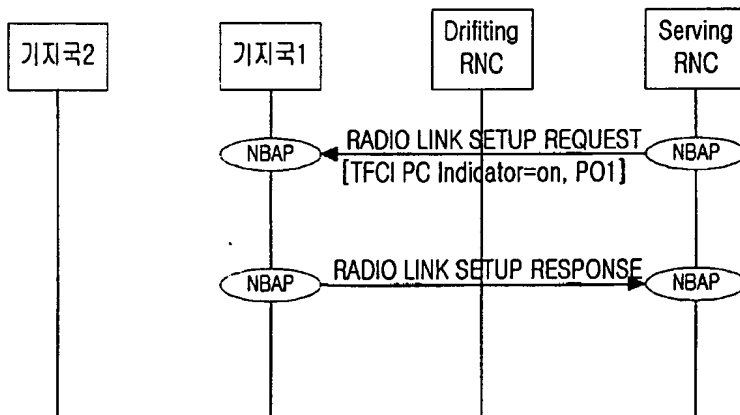 기지국2
기지국1
Drifiting
RNC
Serving
RNC
NBAP
RADIO LINK SETUP REQUEST
[TFCI PC Indicator=on, PO1]
NBAP
NBAP
RADIO LINK SETUP RESPONSE
NBAP